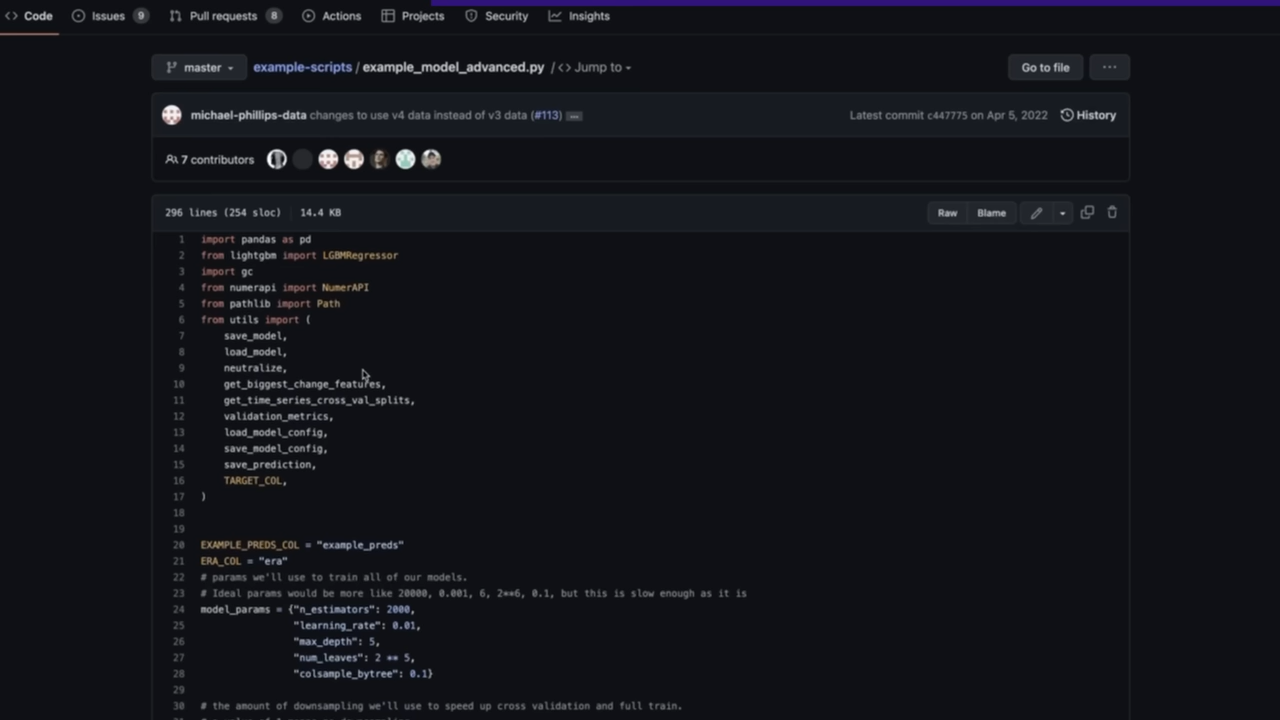 Code Issues 9 Pull requests 8 Actions Projects Security Insights
master example-scripts / example_model_advanced.py / <> Jump to Go to file ...
michael-phillips-data changes to use v4 data instead of v3 data (#113) ... Latest commit c447775 on Apr 5, 2022 History
7 contributors
296 lines (254 sloc) 14.4 KB Raw Blame
1 import pandas as pd
2 from lightgbm import LGBMRegressor
3 import gc
4 from numerapi import NumerAPI
5 from pathlib import Path
6 from utils import (
7 save_model,
8 load_model,
9 neutralize,
10 get_biggest_change_features,
11 get_time_series_cross_val_splits,
12 validation_metrics,
13 load_model_config,
14 save_model_config,
15 save_prediction,
16 TARGET_COL,
17 )
18
19
20 EXAMPLE_PREDS_COL = "example_preds"
21 ERA_COL = "era"
22 # params we'll use to train all of our models.
23 # Ideal params would be more like 20000, 0.001, 6, 2**6, 0.1, but this is slow enough as it is
24 model_params = {"n_estimators": 2000,
25 "learning_rate": 0.01,
26 "max_depth": 5,
27 "num_leaves": 2 ** 5,
28 "colsample_bytree": 0.1}
29
30 # the amount of downsampling we'll use to speed up cross validation and full train.